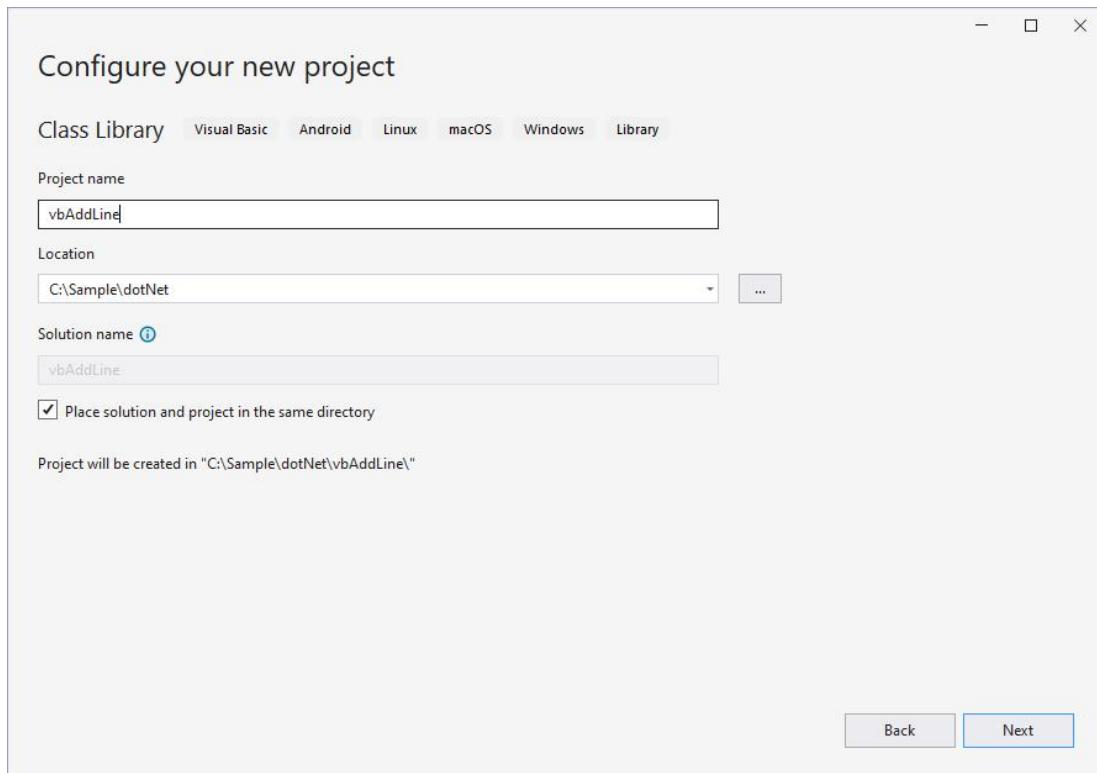 Configure your new project
Class Library Visual Basic Android Linux macOS Windows Library
Project name
vbAddLine
Location
C:\Sample\dotNet
...
Solution name
vbAddLine
Place solution and project in the same directory
Project will be created in "C:\Sample\dotNet\vbAddLine\"
Back Next